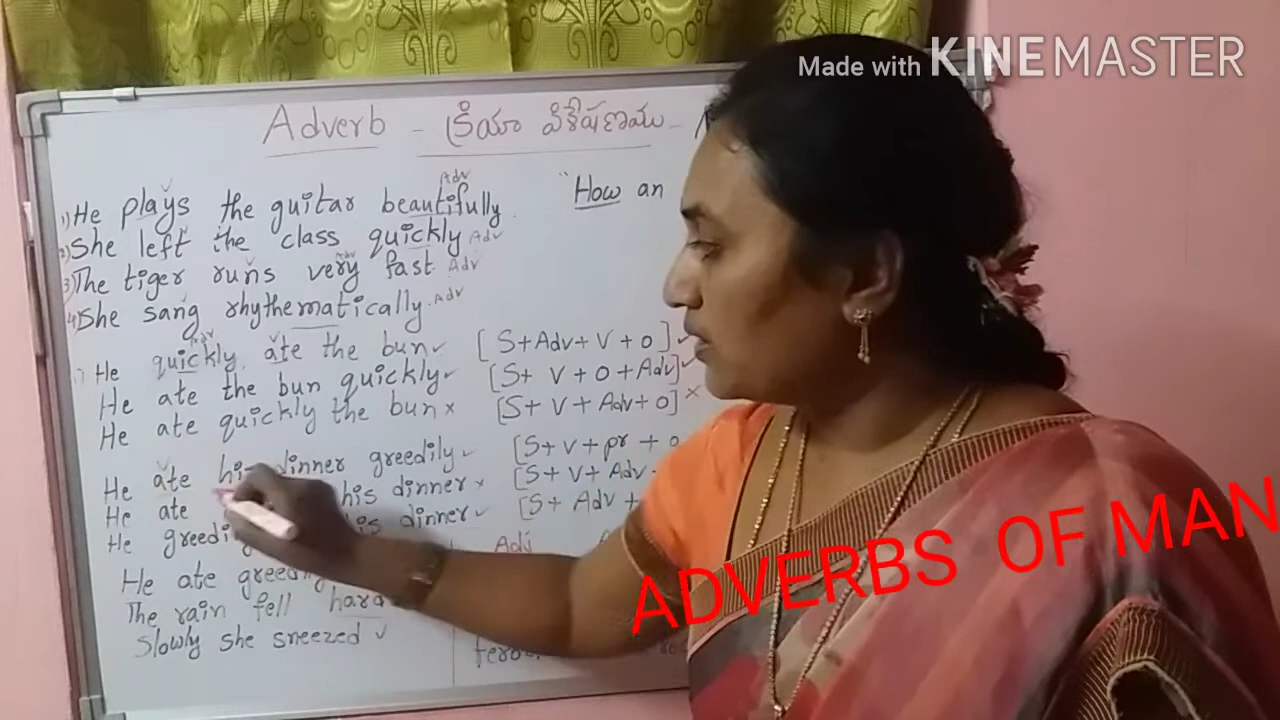 Made with KINEMASTER
Adverb - క్రియా విశేషణము -
Adv
1) He plays the guitar beautifully. "How an
2) She left the class quickly Adv
Adv
3) The tiger runs very fast Adv
4) She sang rhythematically. Adv
Adv
He quickly ate the bun ✓ [S+Adv+V+O] ✓
He ate the bun quickly ✓ [S+ V+O+Adv] ✓
He ate quickly the bun × [S+V+Adv+O] ×
He ate his dinner greedily ✓ [S+V+pr+o
He ate his dinner × [S+V+Adv
He his dinner ✓ [S+ Adv +
Adj
He ate
The rain fell
Slowly she sneezed ✓
ADVERBS OF MAN